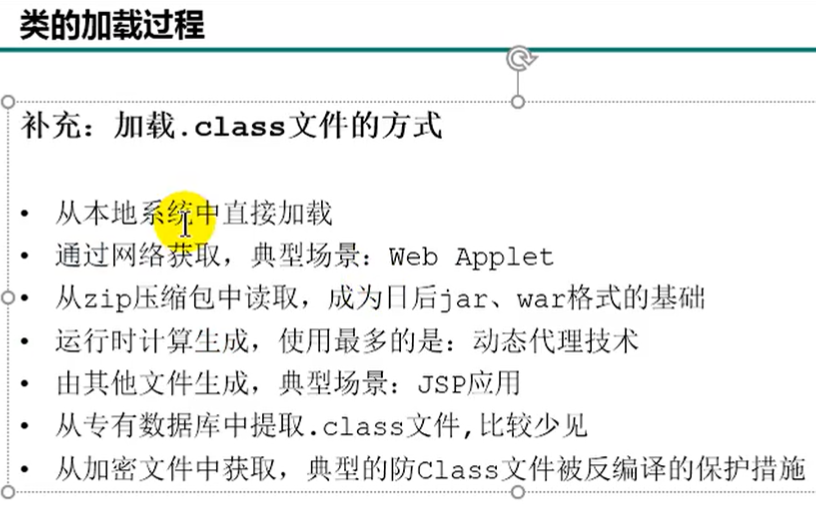 类的加载过程
补充：加载.class文件的方式
• 从本地系统中直接加载
• 通过网络获取，典型场景：Web Applet
• 从zip压缩包中读取，成为日后jar、war格式的基础
• 运行时计算生成，使用最多的是：动态代理技术
• 由其他文件生成，典型场景：JSP应用
• 从专有数据库中提取.class文件,比较少见
• 从加密文件中获取，典型的防Class文件被反编译的保护措施